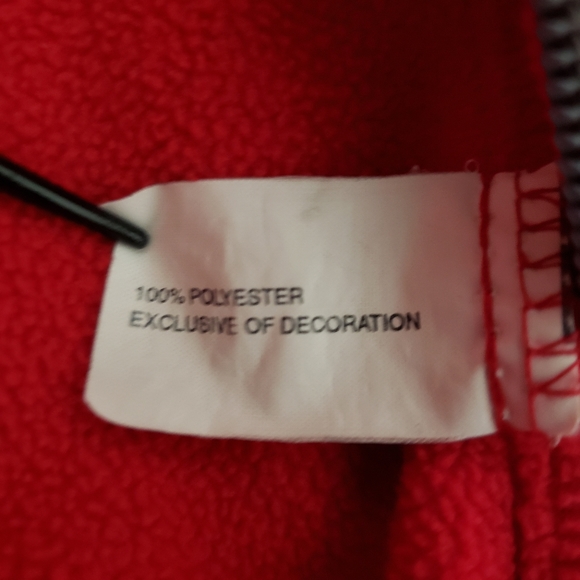 100% POLYESTER
EXCLUSIVE OF DECORATION